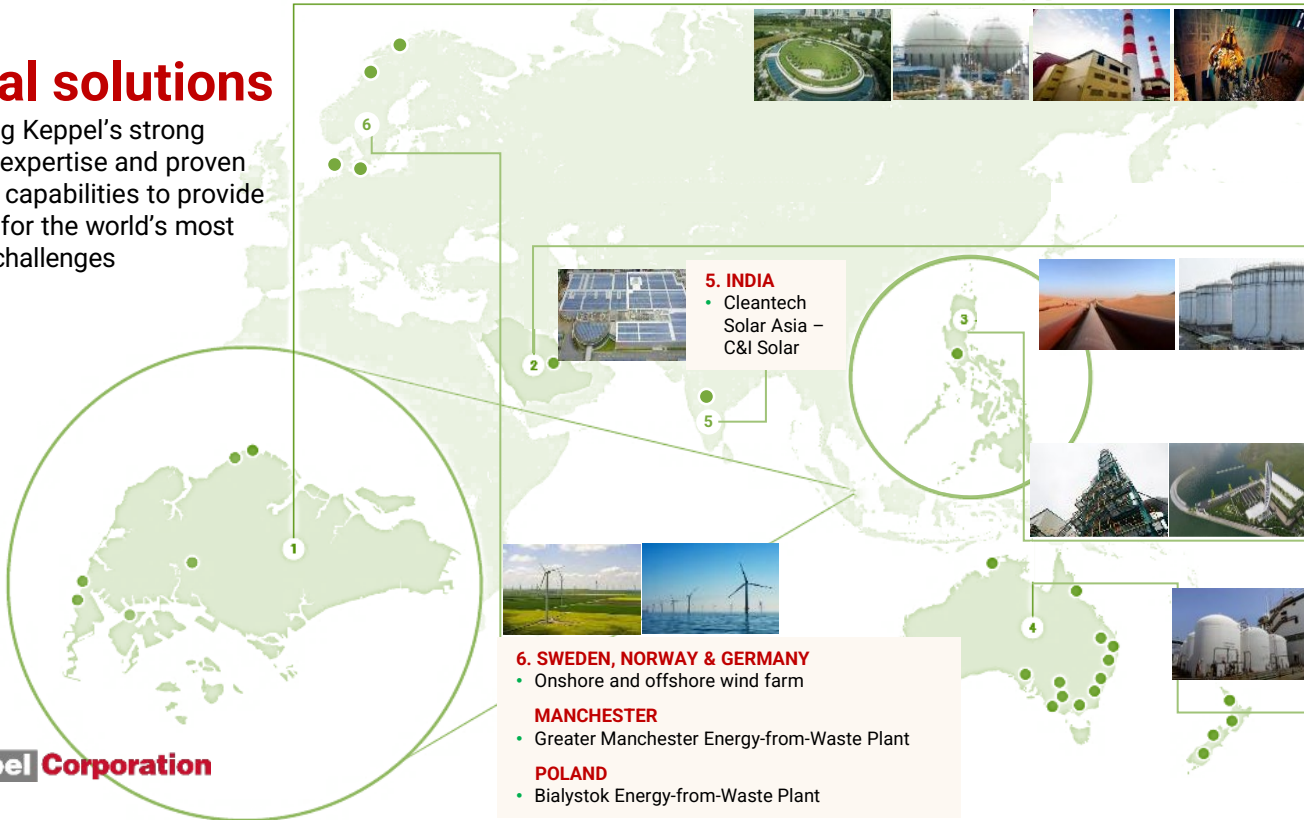 al solutions
g Keppel's strong
expertise and proven
capabilities to provide
for the world's most
challenges
6
5. INDIA
• Cleantech
Solar Asia –
C&I Solar
3
2
5
1
4
6. SWEDEN, NORWAY & GERMANY
• Onshore and offshore wind farm
MANCHESTER
• Greater Manchester Energy-from-Waste Plant
POLAND
• Bialystok Energy-from-Waste Plant
pel Corporation